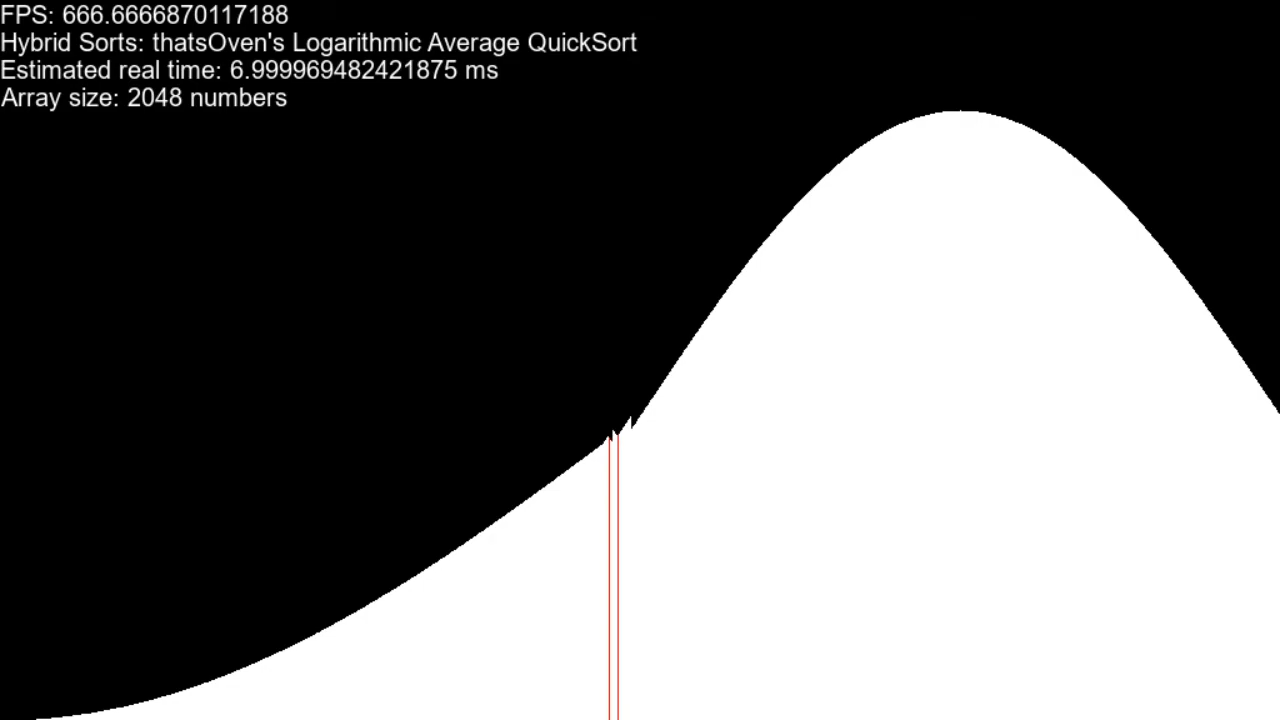 FPS: 666.6666870117188
Hybrid Sorts: thatsOven's Logarithmic Average QuickSort
Estimated real time: 6.999969482421875 ms
Array size: 2048 numbers